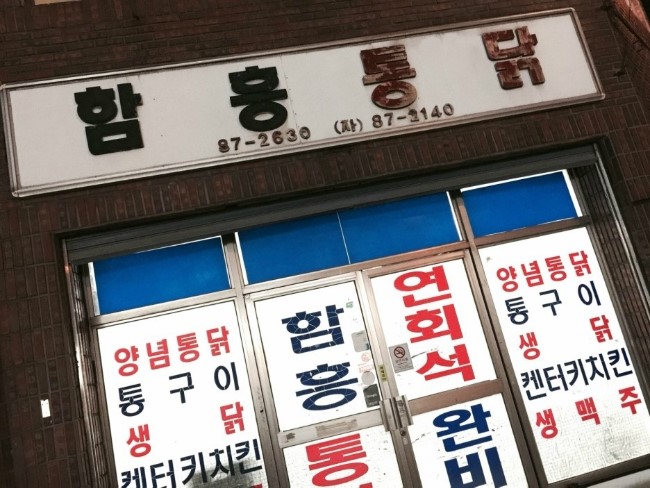 함흥통닭
87-2630 (자) 87-2140
양념통닭
통구이
생닭
켄터키치킨
함흥
통
연회석
완비
양념통닭
통구이
생닭
켄터키치킨
생맥주